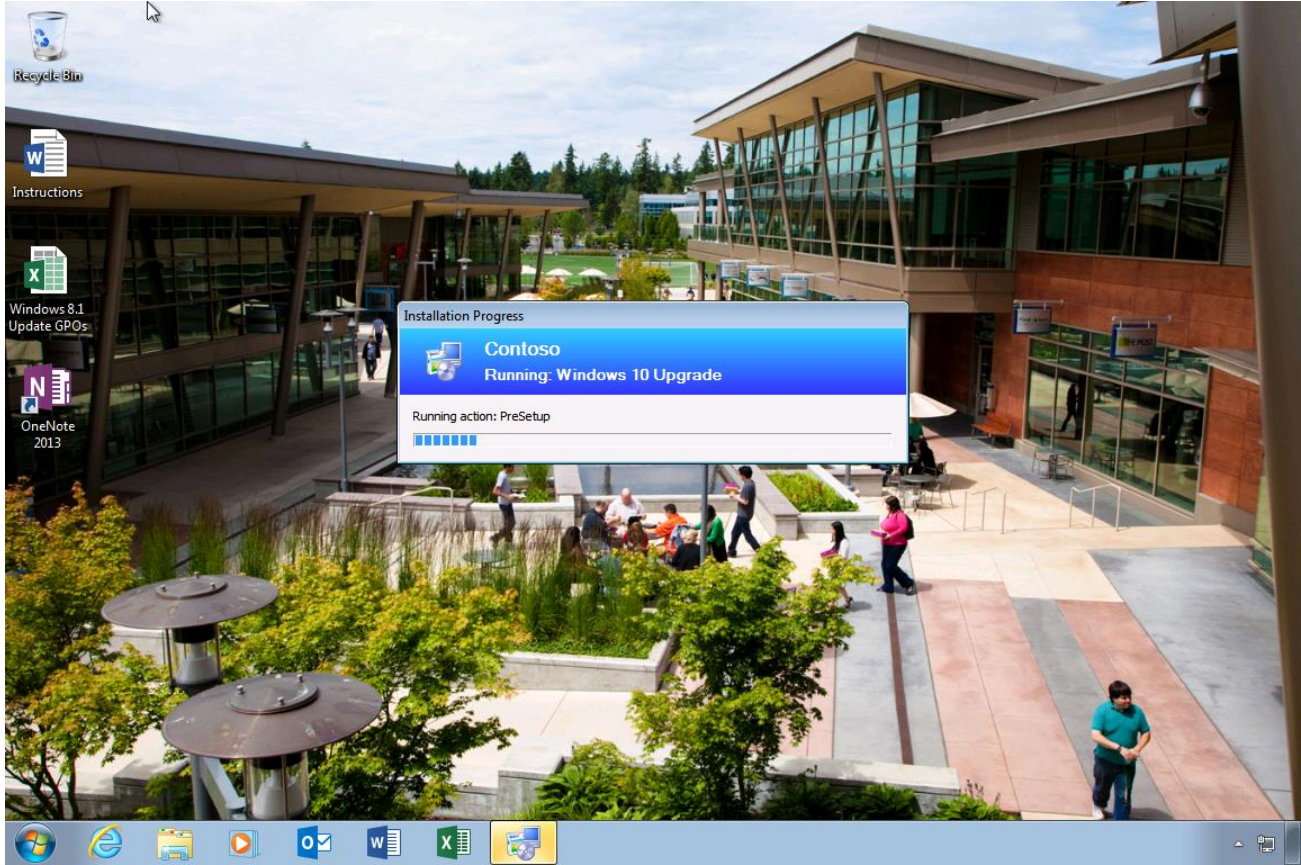 Recycle Bin
Instructions
Windows 8.1
Update GPOs
OneNote
2013
Installation Progress
Contoso
Running: Windows 10 Upgrade
Running action: PreSetup